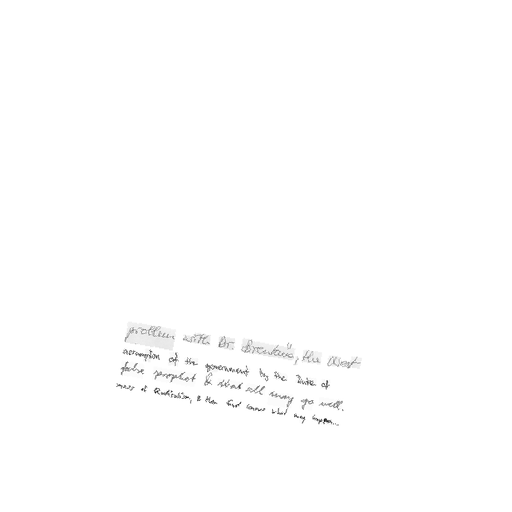 problem with Dr. Brentano, the West
assumption of the government by the Duke of
false prophet & that all may go well.
mess of Radicalism, & then God knows what may happen...